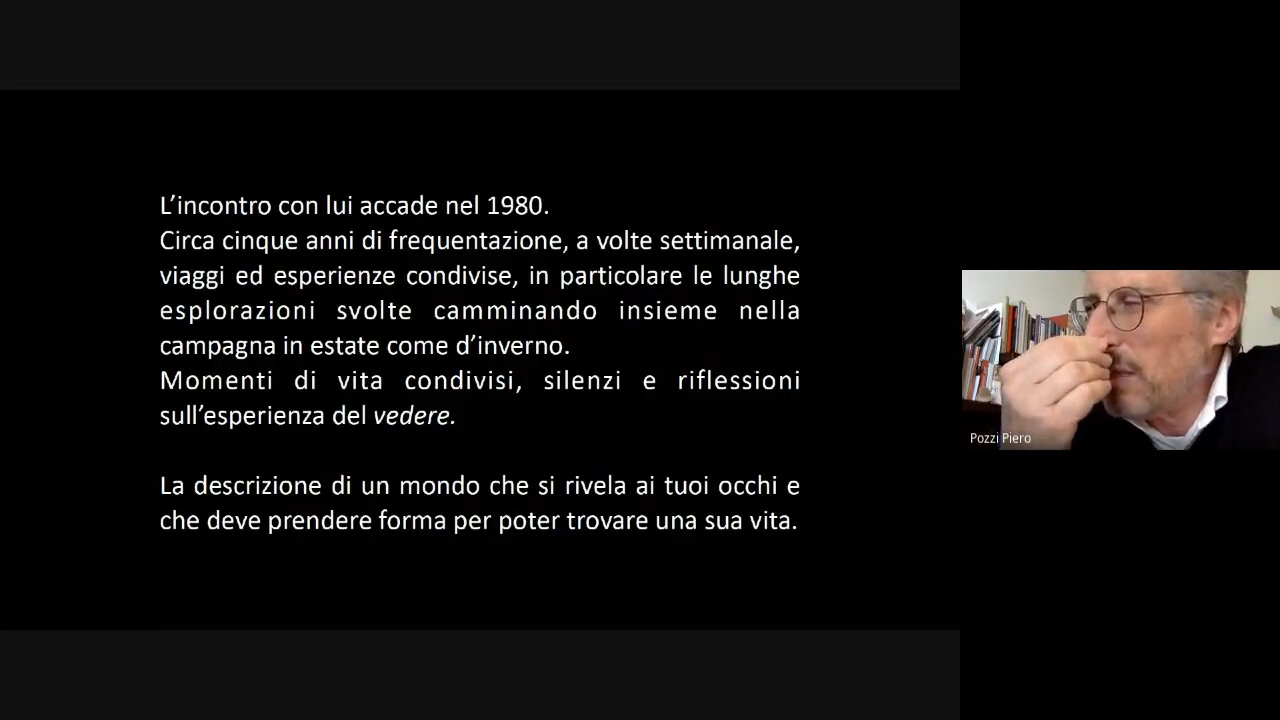 L’incontro con lui accade nel 1980.
Circa cinque anni di frequentazione, a volte settimanale,
viaggi ed esperienze condivise, in particolare le lunghe
esplorazioni svolte camminando insieme nella
campagna in estate come d’inverno.
Momenti di vita condivisi, silenzi e riflessioni
sull’esperienza del vedere.
La descrizione di un mondo che si rivela ai tuoi occhi e
che deve prendere forma per poter trovare una sua vita.
Pozzi Piero